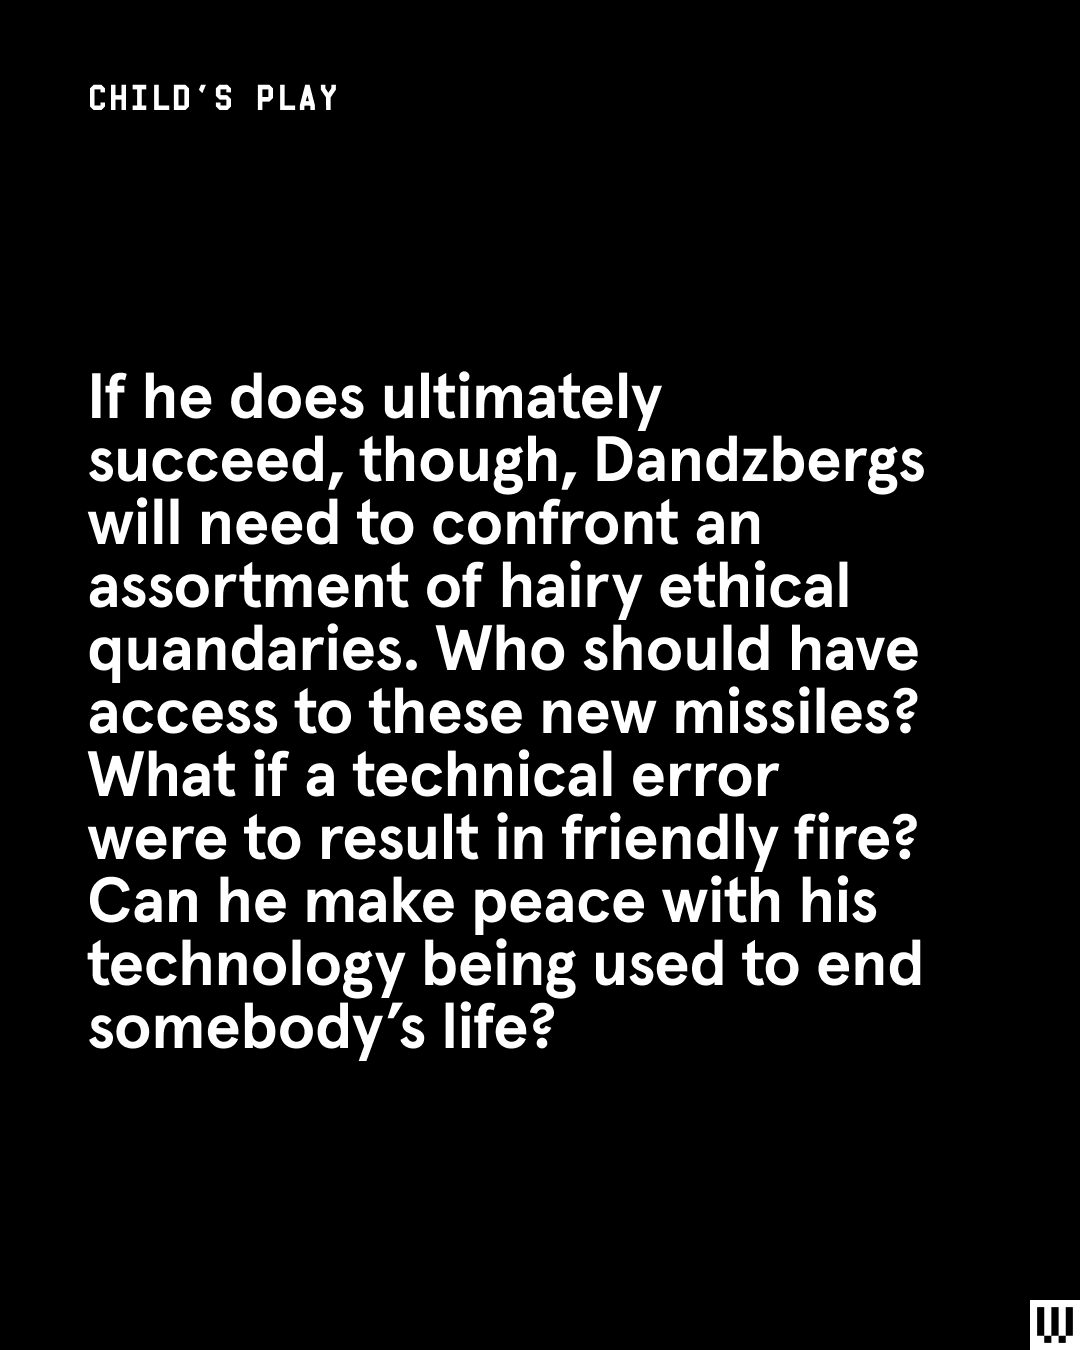 CHILD'S PLAY
If he does ultimately
succeed, though, Dandzbergs
will need to confront an
assortment of hairy ethical
quandaries. Who should have
access to these new missiles?
What if a technical error
were to result in friendly fire?
Can he make peace with his
technology being used to end
somebody’s life?
W